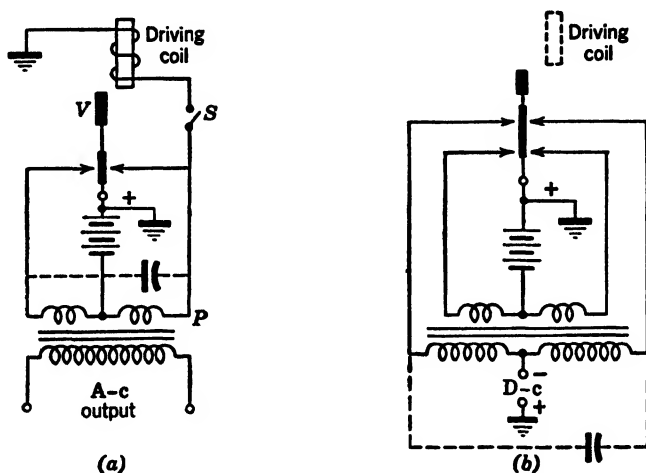 Driving
coil
V
S
+
P
A-c
output
(a)
Driving
coil
+
−
D-c
+
(b)